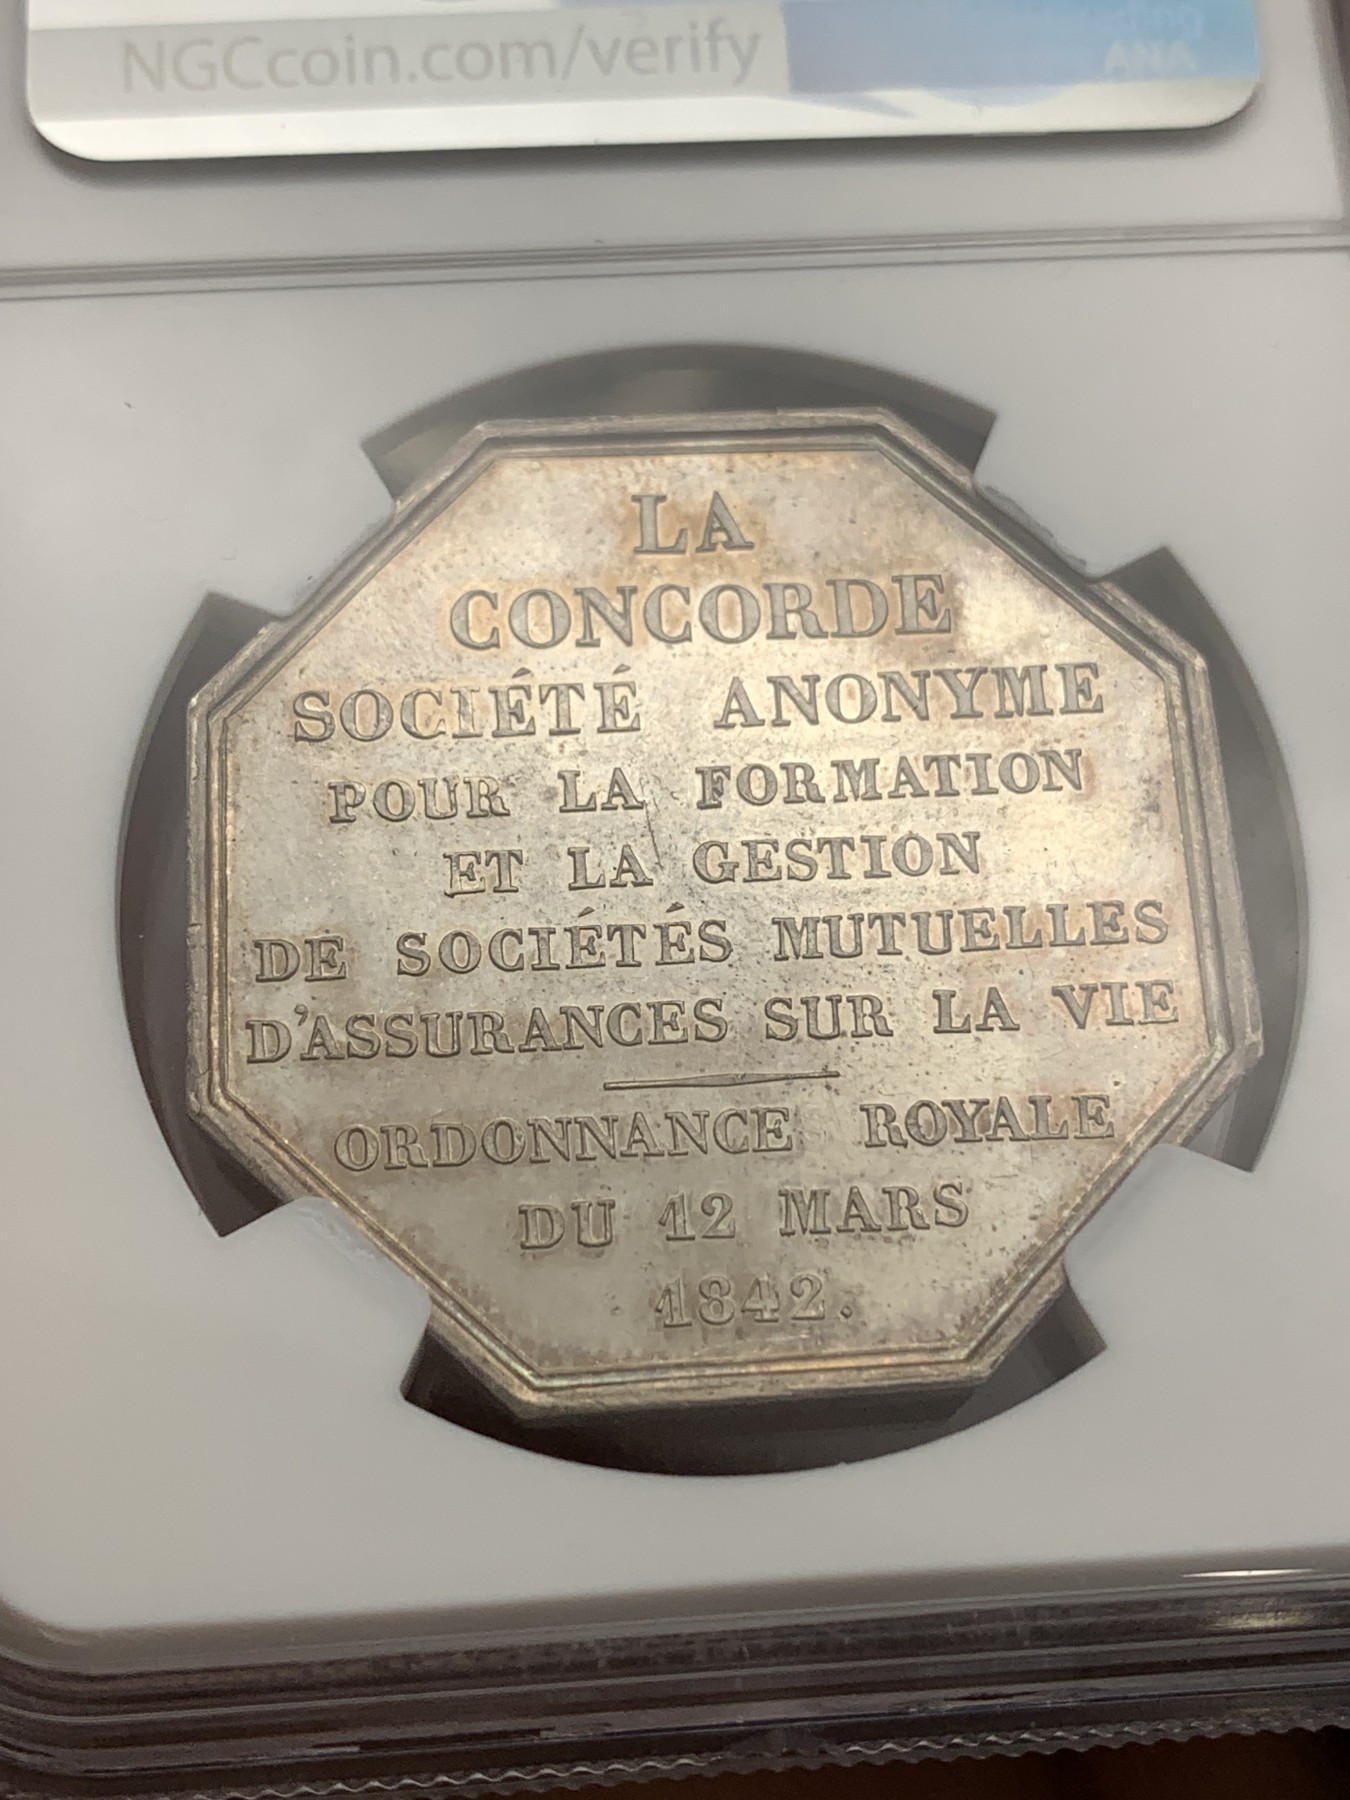 NGCcoin.com/verify
LA
CONCORDE
SOCIÉTÉ ANONYME
POUR LA FORMATION
ET LA GESTION
DE SOCIÉTÉS MUTUELLES
D'ASSURANCES SUR LA VIE
ORDONNANCE ROYALE
DU 12 MARS
1842.